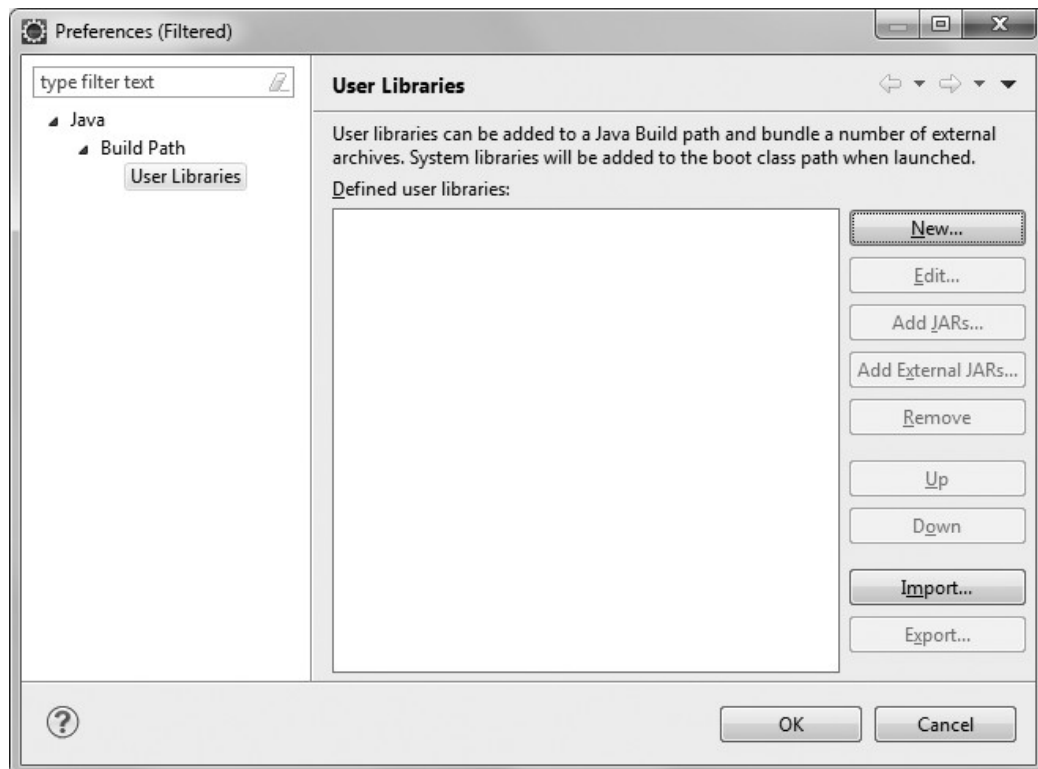 Preferences (Filtered)
type filter text
Java
Build Path
User Libraries
User Libraries
User libraries can be added to a Java Build path and bundle a number of external
archives. System libraries will be added to the boot class path when launched.
Defined user libraries:
New...
Edit...
Add JARs...
Add External JARs...
Remove
Up
Down
Import...
Export...
?
OK
Cancel